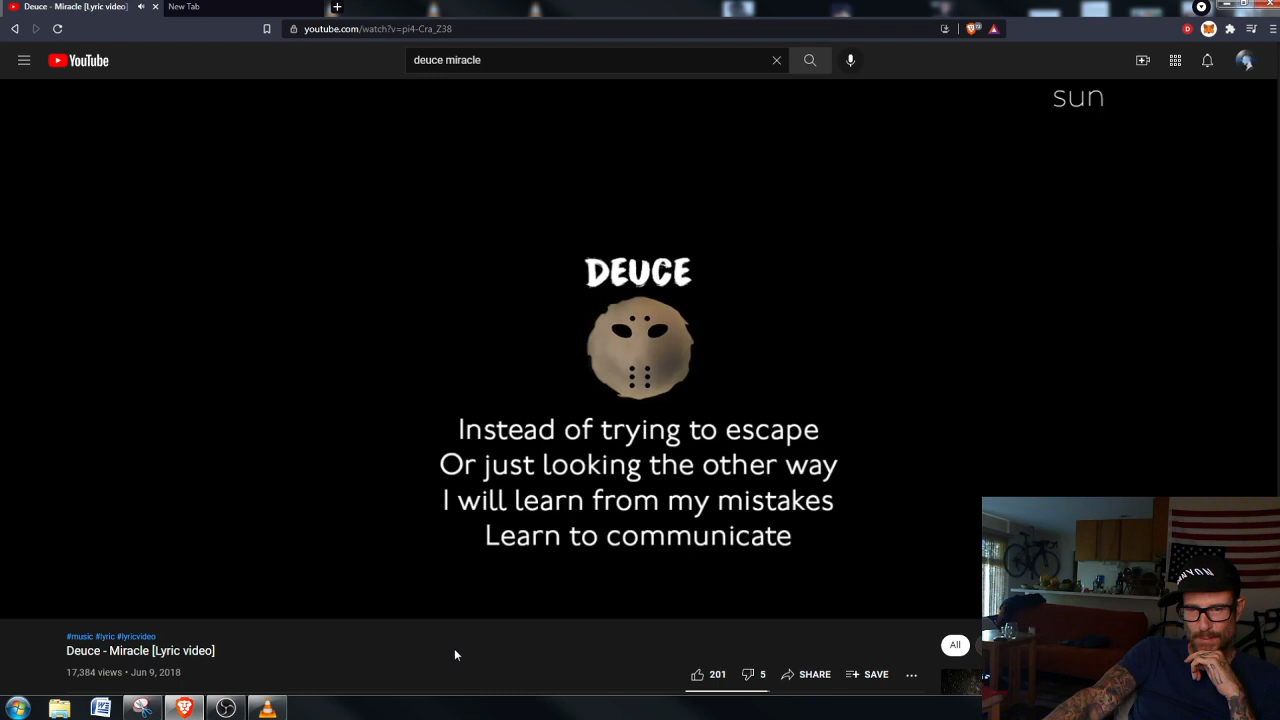 Deuce - Miracle [Lyric video]
New Tab
youtube.com/watch?v=pi4-Cra_Z38
YouTube
deuce miracle
sun
DEUCE
Instead of trying to escape
Or just looking the other way
I will learn from my mistakes
Learn to communicate
#music #lyric #lyricvideo
Deuce - Miracle [Lyric video]
17,384 views • Jun 9, 2018
201
5
SHARE
SAVE
All